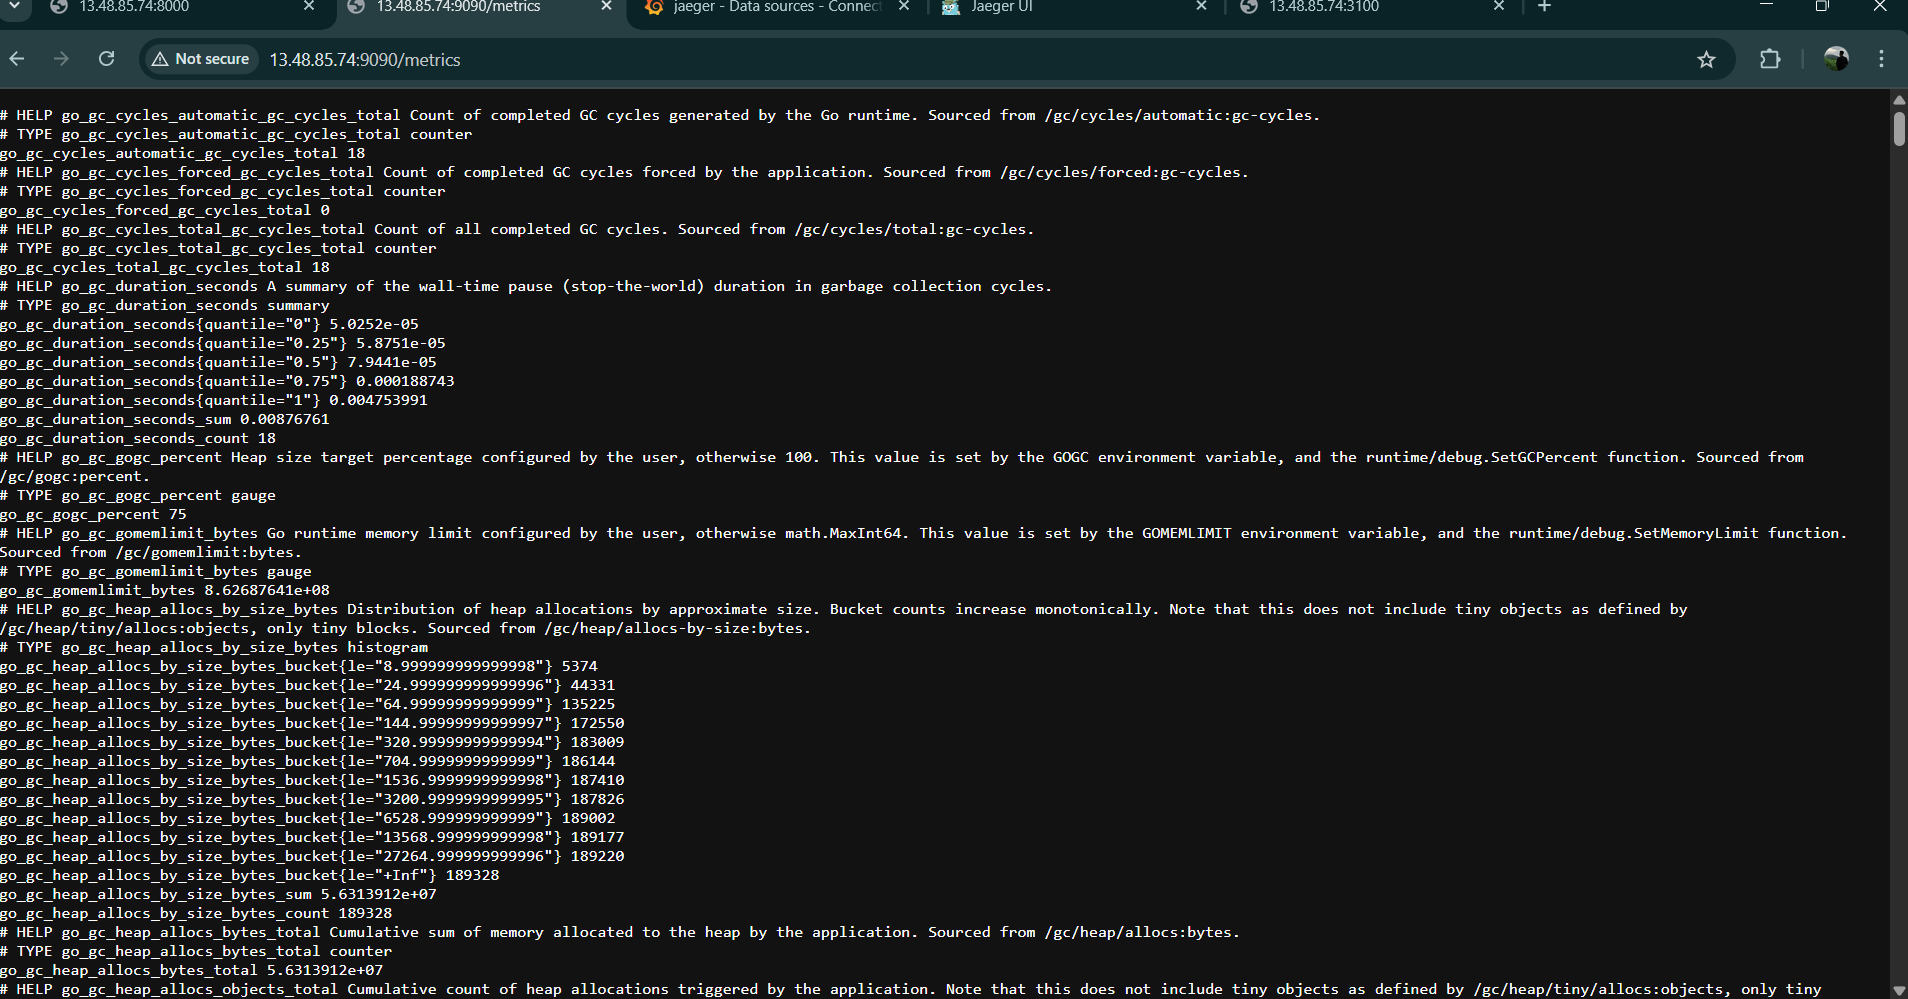 13.48.85.74:8000
13.48.85.74:9090/metrics
jaeger - Data sources - Connect
Jaeger UI
13.48.85.74:3100
Not secure
13.48.85.74:9090/metrics
# HELP go_gc_cycles_automatic_gc_cycles_total Count of completed GC cycles generated by the Go runtime. Sourced from /gc/cycles/automatic:gc-cycles.
# TYPE go_gc_cycles_automatic_gc_cycles_total counter
go_gc_cycles_automatic_gc_cycles_total 18
# HELP go_gc_cycles_forced_gc_cycles_total Count of completed GC cycles forced by the application. Sourced from /gc/cycles/forced:gc-cycles.
# TYPE go_gc_cycles_forced_gc_cycles_total counter
go_gc_cycles_forced_gc_cycles_total 0
# HELP go_gc_cycles_total_gc_cycles_total Count of all completed GC cycles. Sourced from /gc/cycles/total:gc-cycles.
# TYPE go_gc_cycles_total_gc_cycles_total counter
go_gc_cycles_total_gc_cycles_total 18
# HELP go_gc_duration_seconds A summary of the wall-time pause (stop-the-world) duration in garbage collection cycles.
# TYPE go_gc_duration_seconds summary
go_gc_duration_seconds{quantile="0"} 5.0252e-05
go_gc_duration_seconds{quantile="0.25"} 5.8751e-05
go_gc_duration_seconds{quantile="0.5"} 7.9441e-05
go_gc_duration_seconds{quantile="0.75"} 0.000188743
go_gc_duration_seconds{quantile="1"} 0.004753991
go_gc_duration_seconds_sum 0.00876761
go_gc_duration_seconds_count 18
# HELP go_gc_gogc_percent Heap size target percentage configured by the user, otherwise 100. This value is set by the GOGC environment variable, and the runtime/debug.SetGCPercent function. Sourced from
/gc/gogc:percent.
# TYPE go_gc_gogc_percent gauge
go_gc_gogc_percent 75
# HELP go_gc_gomemlimit_bytes Go runtime memory limit configured by the user, otherwise math.MaxInt64. This value is set by the GOMEMLIMIT environment variable, and the runtime/debug.SetMemoryLimit function.
Sourced from /gc/gomemlimit:bytes.
# TYPE go_gc_gomemlimit_bytes gauge
go_gc_gomemlimit_bytes 8.62687641e+08
# HELP go_gc_heap_allocs_by_size_bytes Distribution of heap allocations by approximate size. Bucket counts increase monotonically. Note that this does not include tiny objects as defined by
/gc/heap/tiny/allocs:objects, only tiny blocks. Sourced from /gc/heap/allocs-by-size:bytes.
# TYPE go_gc_heap_allocs_by_size_bytes histogram
go_gc_heap_allocs_by_size_bytes_bucket{le="8.999999999999998"} 5374
go_gc_heap_allocs_by_size_bytes_bucket{le="24.999999999999996"} 44331
go_gc_heap_allocs_by_size_bytes_bucket{le="64.99999999999999"} 135225
go_gc_heap_allocs_by_size_bytes_bucket{le="144.99999999999997"} 172550
go_gc_heap_allocs_by_size_bytes_bucket{le="320.99999999999994"} 183009
go_gc_heap_allocs_by_size_bytes_bucket{le="704.9999999999999"} 186144
go_gc_heap_allocs_by_size_bytes_bucket{le="1536.9999999999998"} 187410
go_gc_heap_allocs_by_size_bytes_bucket{le="3200.9999999999995"} 187826
go_gc_heap_allocs_by_size_bytes_bucket{le="6528.999999999999"} 189002
go_gc_heap_allocs_by_size_bytes_bucket{le="13568.999999999998"} 189177
go_gc_heap_allocs_by_size_bytes_bucket{le="27264.999999999996"} 189220
go_gc_heap_allocs_by_size_bytes_bucket{le="+Inf"} 189328
go_gc_heap_allocs_by_size_bytes_sum 5.6313912e+07
go_gc_heap_allocs_by_size_bytes_count 189328
# HELP go_gc_heap_allocs_bytes_total Cumulative sum of memory allocated to the heap by the application. Sourced from /gc/heap/allocs:bytes.
# TYPE go_gc_heap_allocs_bytes_total counter
go_gc_heap_allocs_bytes_total 5.6313912e+07
# HELP go_gc_heap_allocs_objects_total Cumulative count of heap allocations triggered by the application. Note that this does not include tiny objects as defined by /gc/heap/tiny/allocs:objects, only tiny